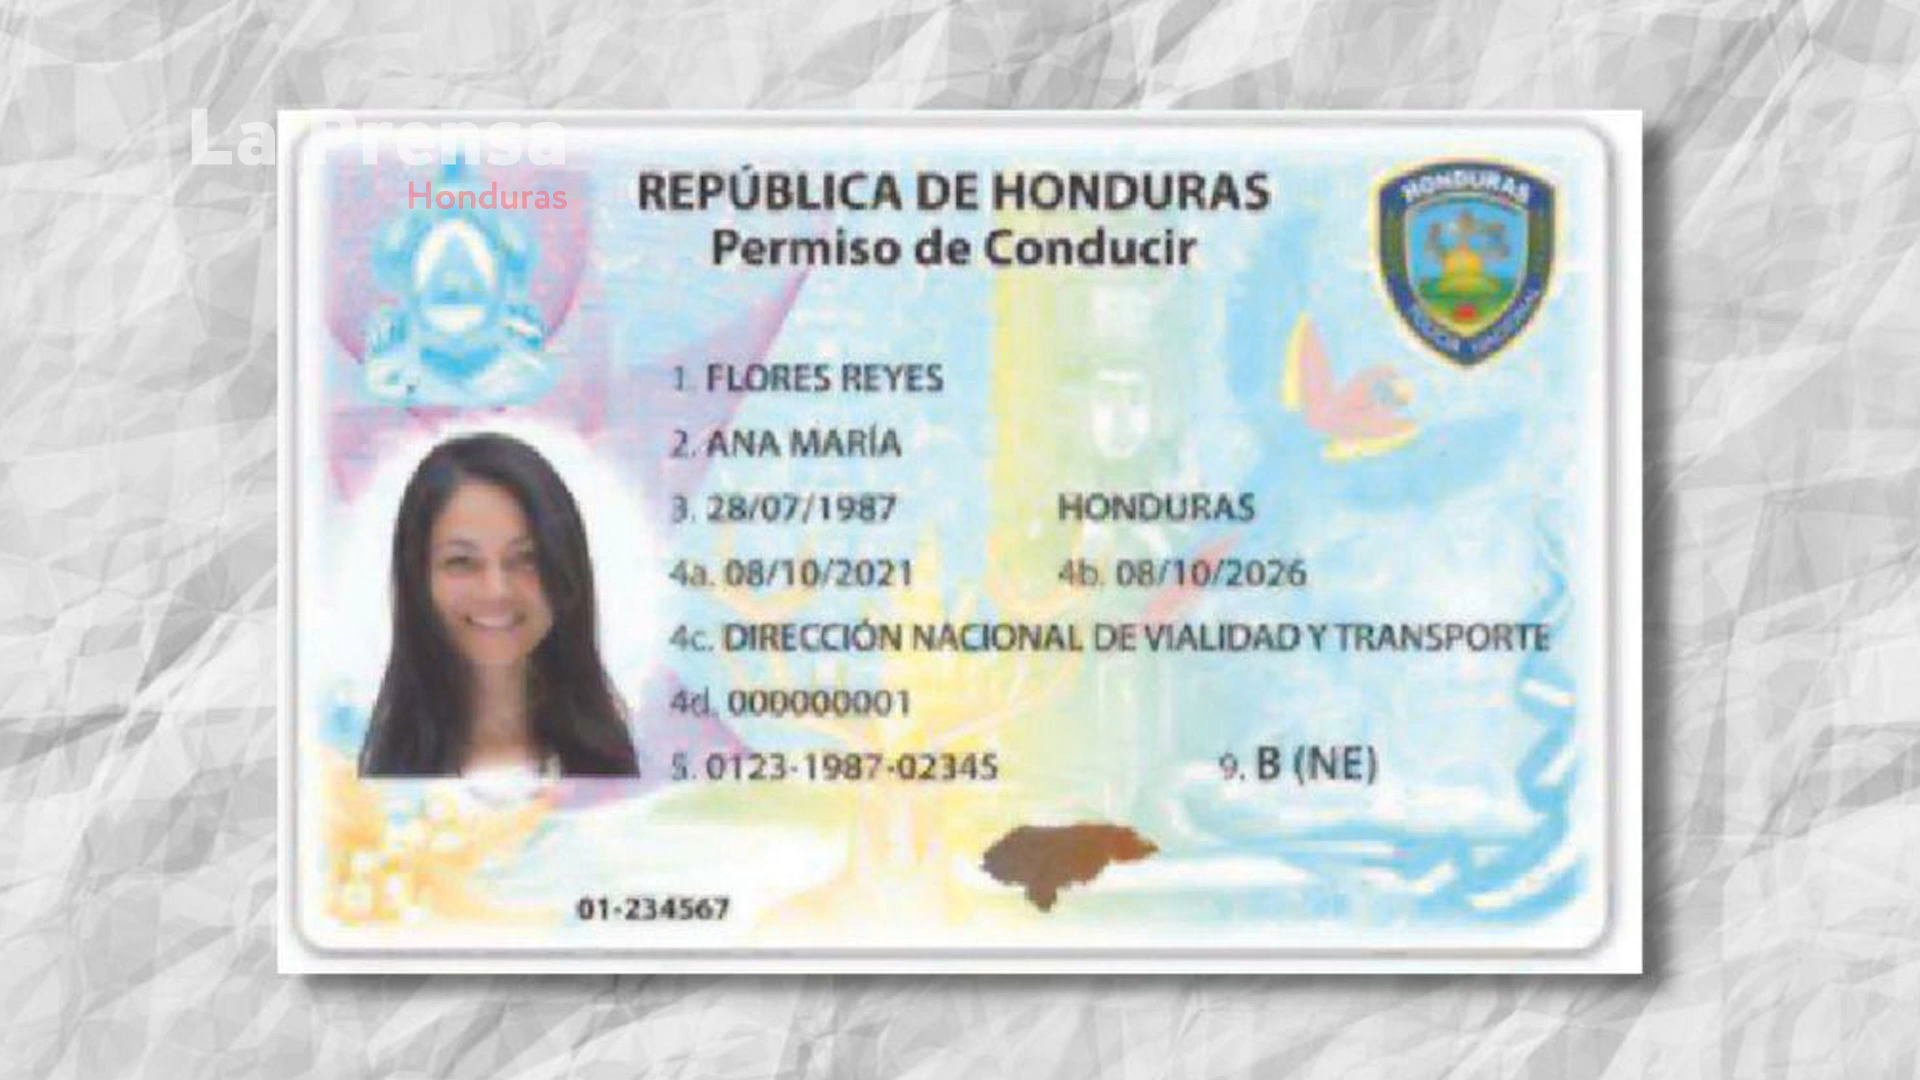 La Prensa
Honduras
REPÚBLICA DE HONDURAS
Permiso de Conducir
HONDURAS
POLICIA NACIONAL
1. FLORES REYES
2. ANA MARÍA
3. 28/07/1987 HONDURAS
4a. 08/10/2021 4b. 08/10/2026
4c. DIRECCIÓN NACIONAL DE VIALIDAD Y TRANSPORTE
4d. 000000001
5. 0123-1987-02345 9. B (NE)
01-234567